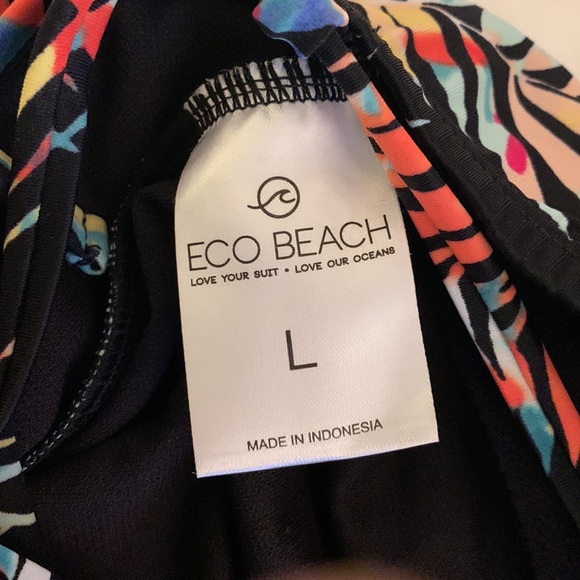 ECO BEACH
LOVE YOUR SUIT • LOVE OUR OCEANS
L
MADE IN INDONESIA